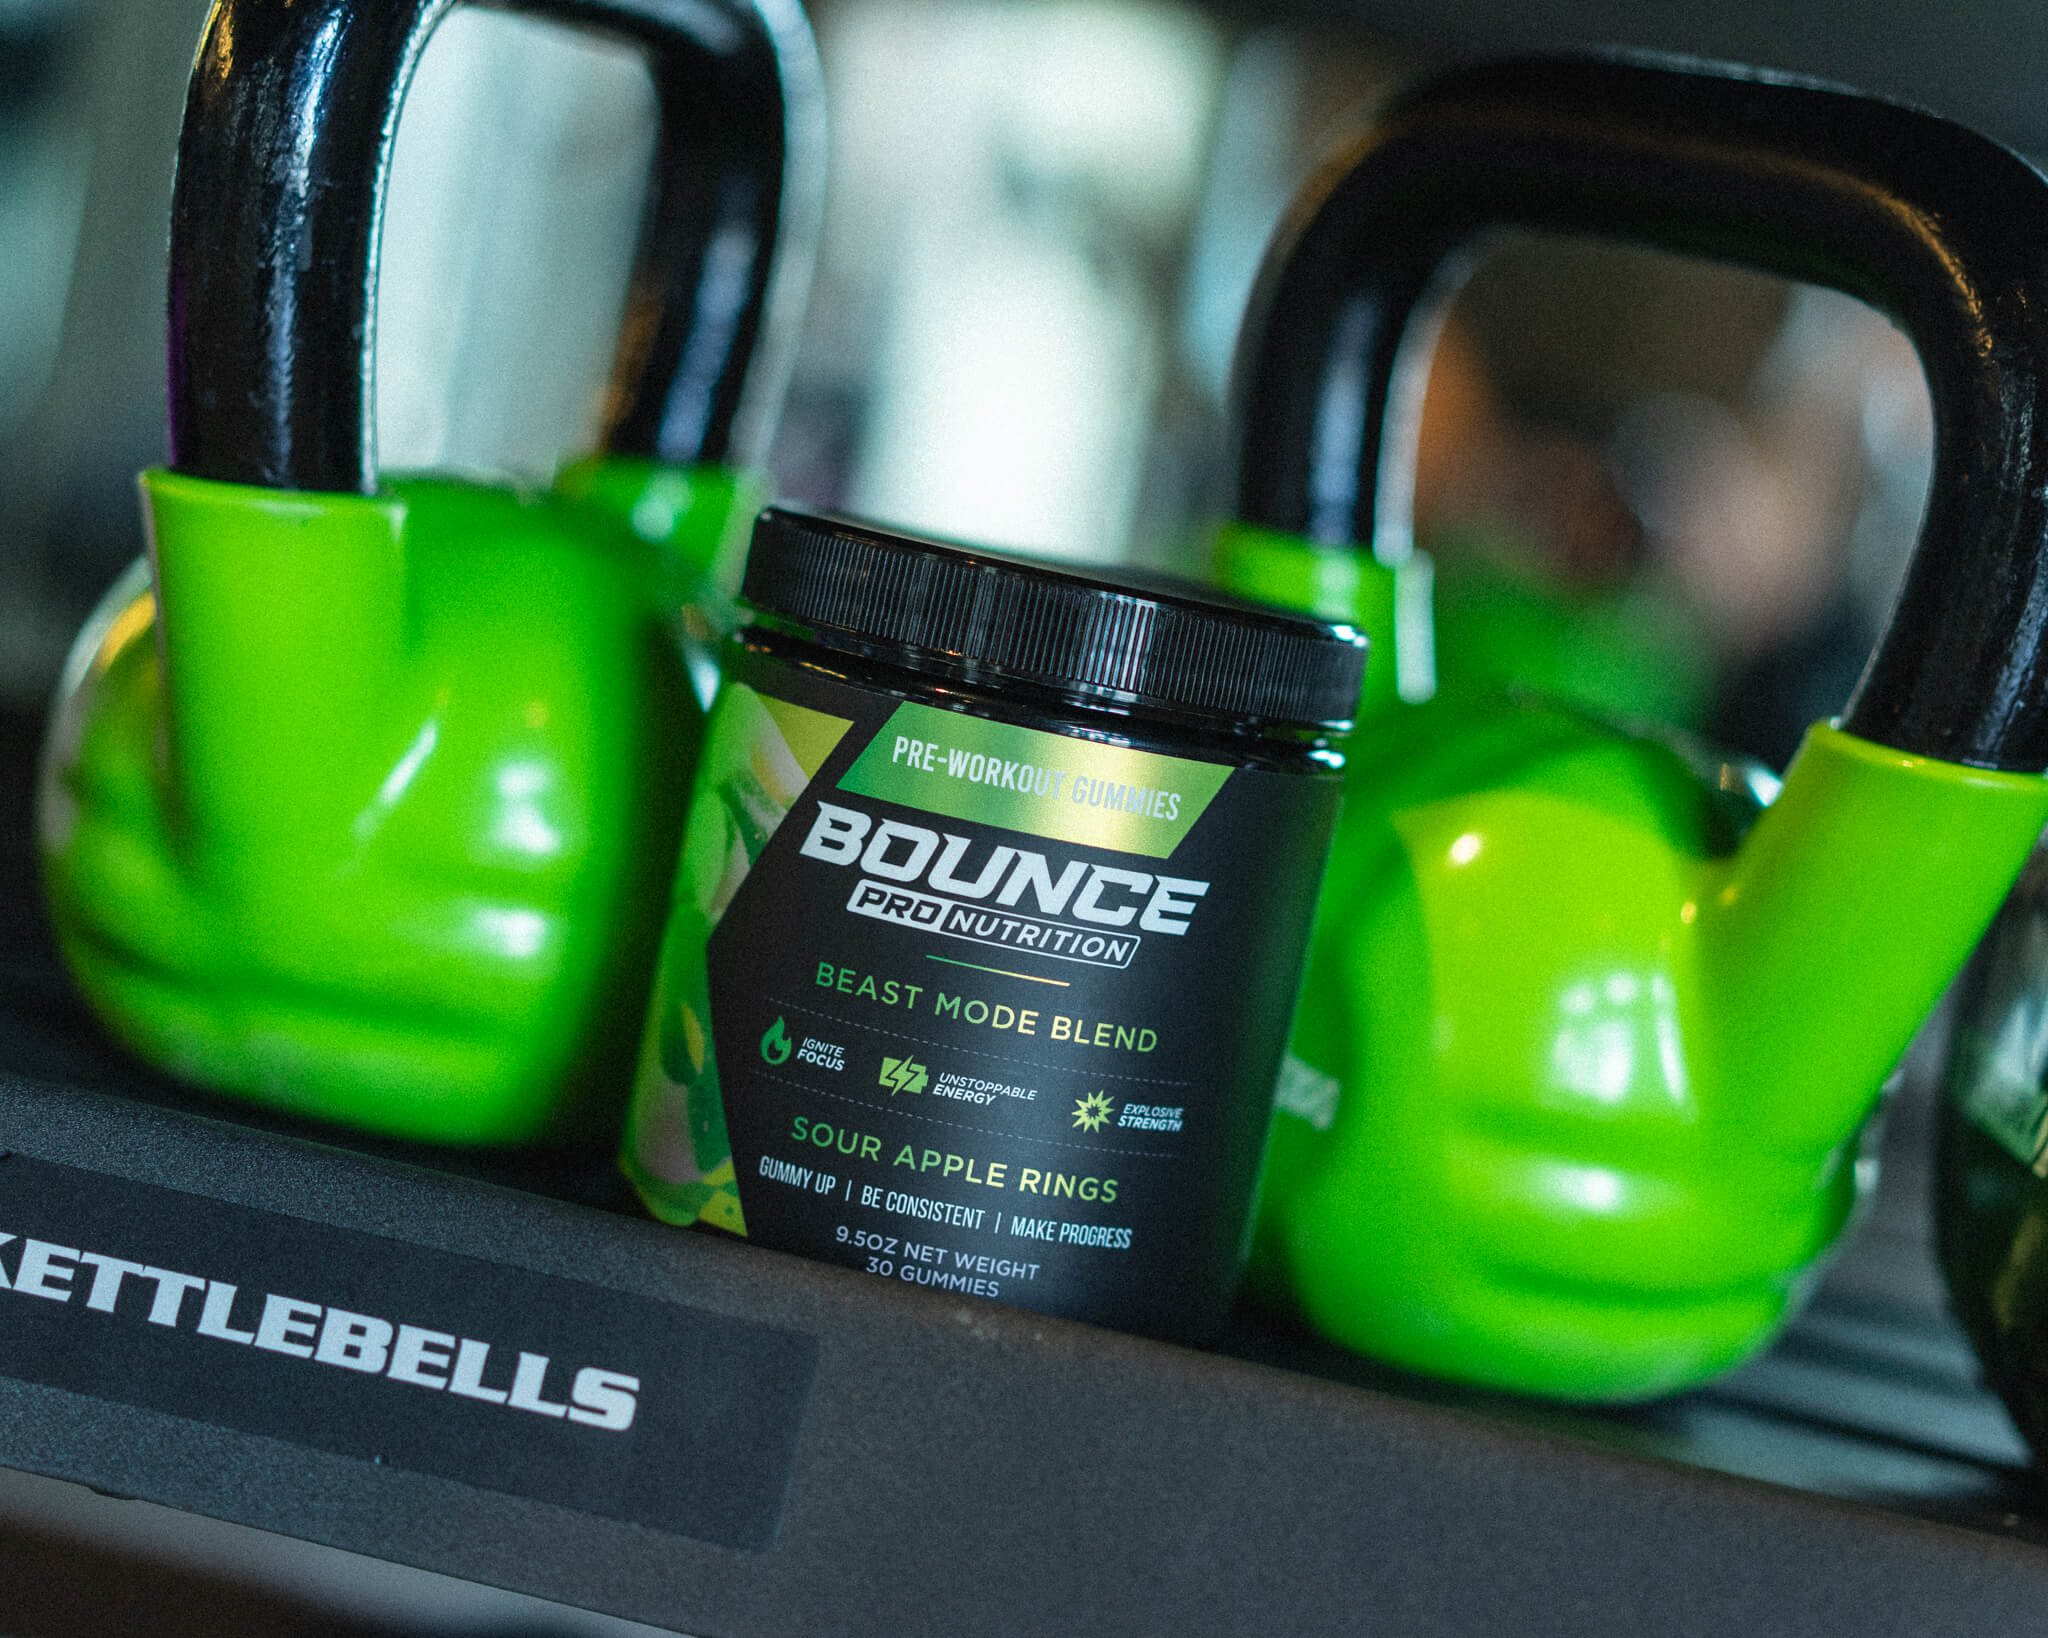 PRE-WORKOUT GUMMIES
BOUNCE
PRO NUTRITION
BEAST MODE BLEND
IGNITE
FOCUS
UNSTOPPABLE
ENERGY
EXPLOSIVE
STRENGTH
SOUR APPLE RINGS
GUMMY UP | BE CONSISTENT | MAKE PROGRESS
9.5OZ NET WEIGHT
30 GUMMIES
KETTLEBELLS